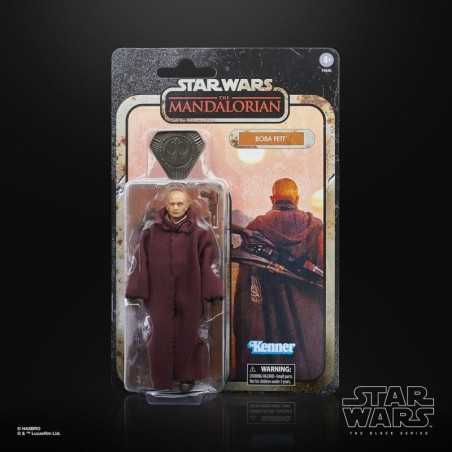 4+
STAR WARS
THE
MANDALORIAN
BOBA FETT
Kenner
WARNING:
CHOKING HAZARD - Small parts.
Not for children under 3 years.
© HASBRO
© & ™ Lucasfilm Ltd.
STAR
WARS
THE BLACK SERIES